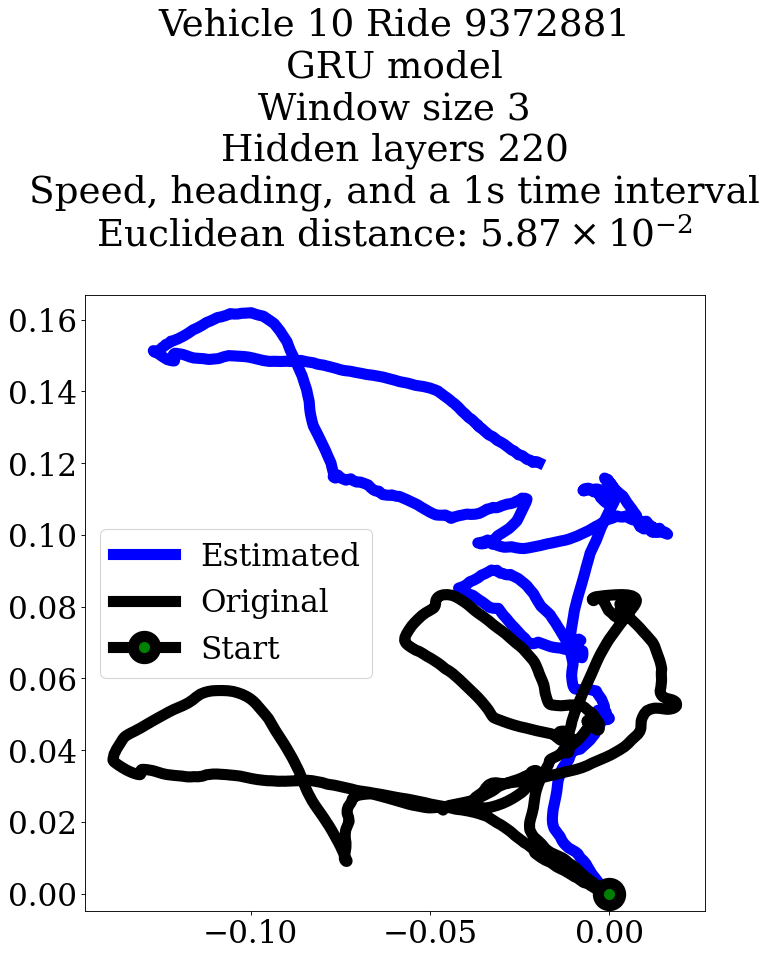 Vehicle 10 Ride 9372881
GRU model
Window size 3
Hidden layers 220
Speed, heading, and a 1s time interval
Euclidean distance: 5.87 × 10⁻²
0.16
0.14
0.12
0.10
0.08
0.06
0.04
0.02
0.00
Estimated
Original
Start
−0.10
−0.05
0.00